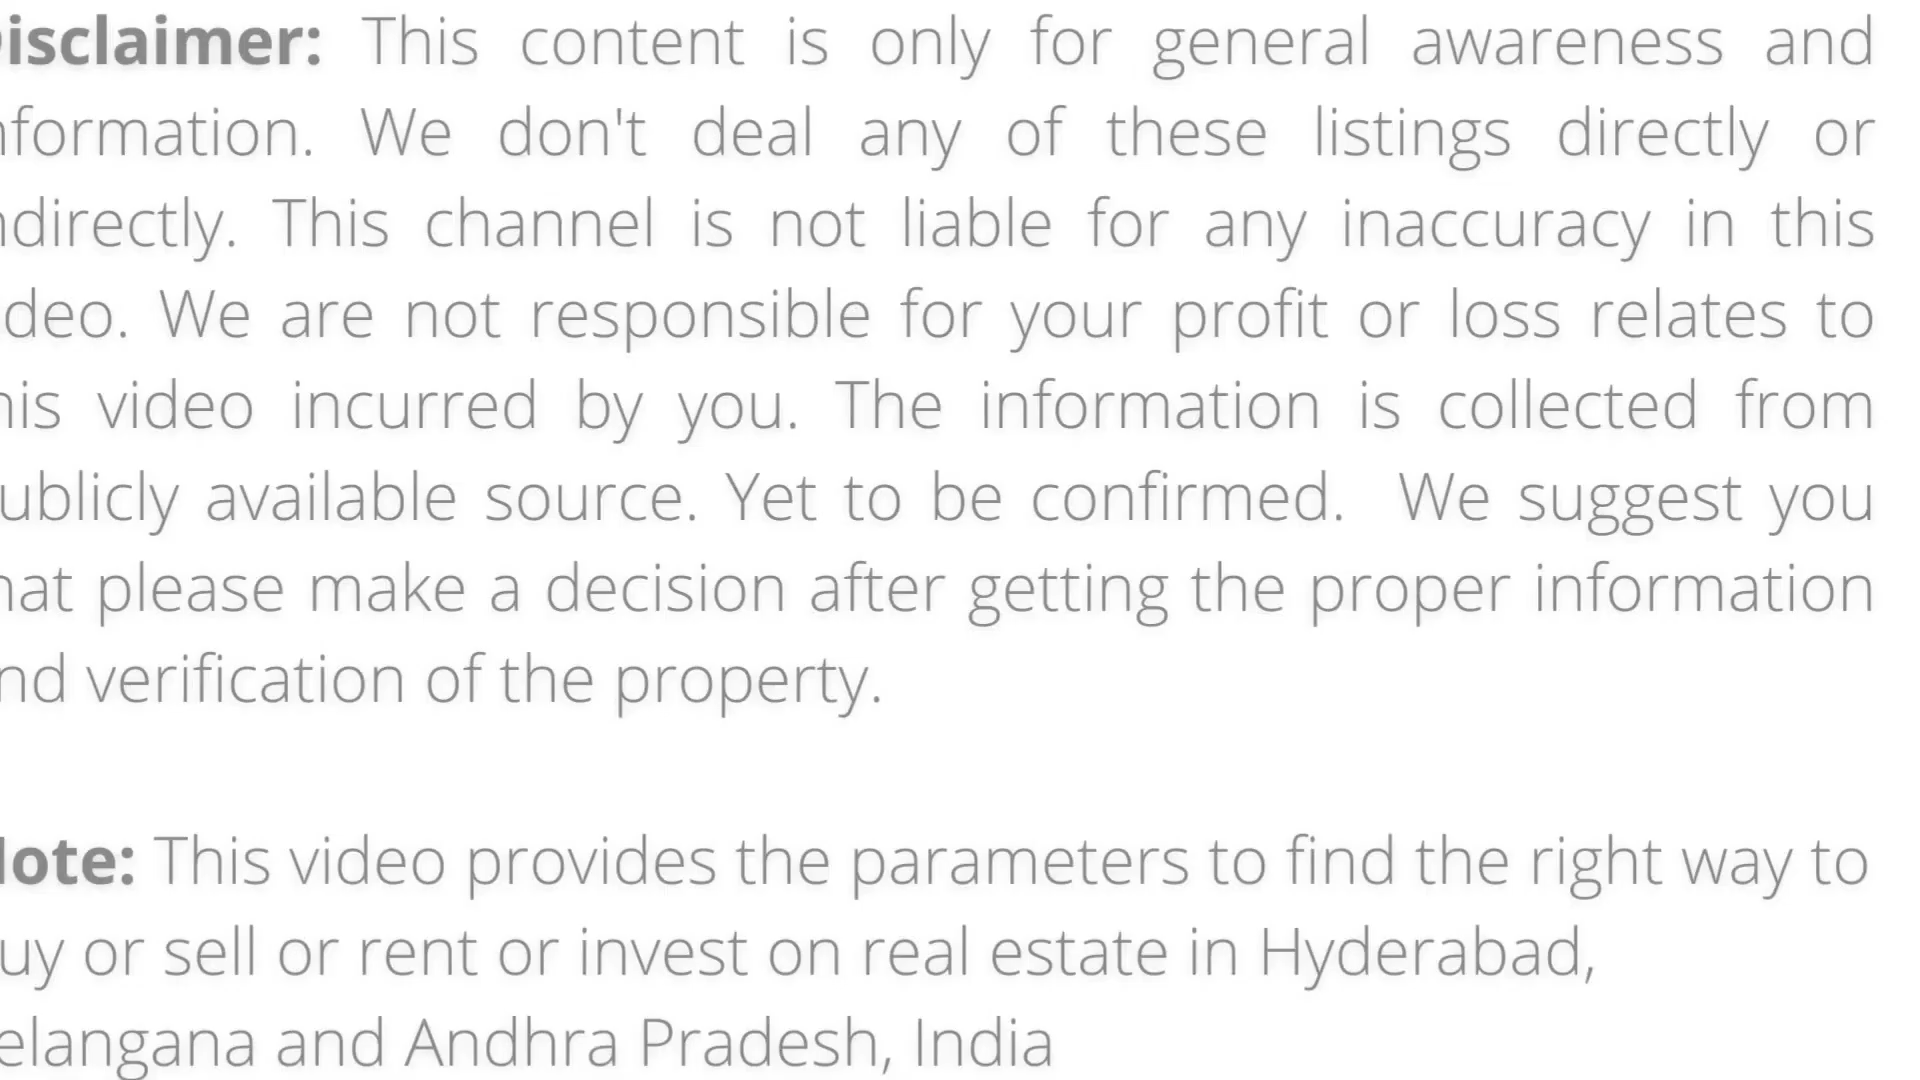 isclaimer: This content is only for general awareness and
nformation. We don't deal any of these listings directly or
ndirectly. This channel is not liable for any inaccuracy in this
deo. We are not responsible for your profit or loss relates to
his video incurred by you. The information is collected from
ublicly available source. Yet to be confirmed. We suggest you
hat please make a decision after getting the proper information
nd verification of the property.
ote: This video provides the parameters to find the right way to
uy or sell or rent or invest on real estate in Hyderabad,
elangana and Andhra Pradesh, India